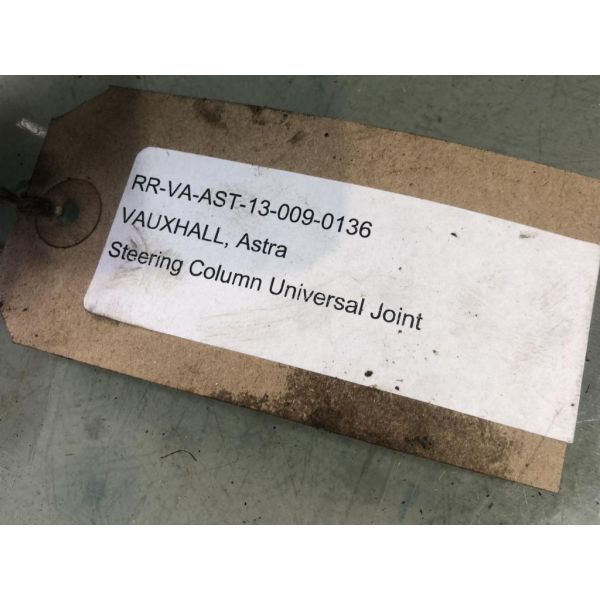 RR-VA-AST-13-009-0136
VAUXHALL, Astra
Steering Column Universal Joint